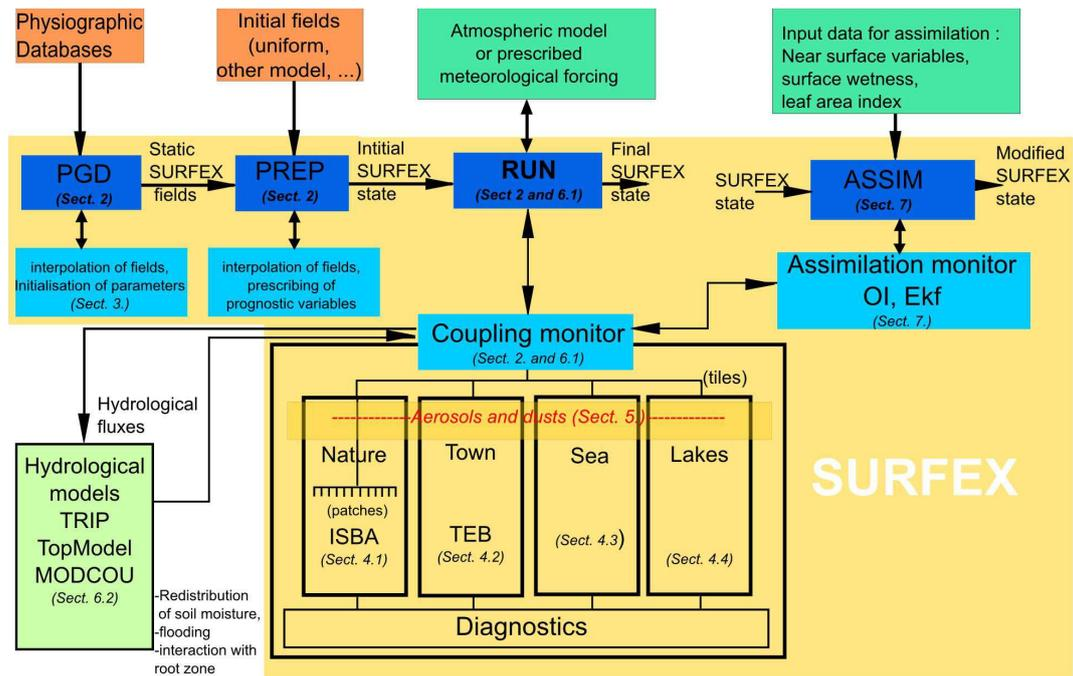 Physiographic
Databases
Initial fields
(uniform,
other model, ...)
Atmospheric model
or prescribed
meteorological forcing
Input data for assimilation :
Near surface variables,
surface wetness,
leaf area index
PGD
(Sect. 2)
Static
SURFEX
fields
PREP
(Sect. 2)
Intitial
SURFEX
state
RUN
(Sect 2 and 6.1)
Final
SURFEX
state
SURFEX
state
ASSIM
(Sect. 7)
Modified
SURFEX
state
interpolation of fields,
Initialisation of parameters
(Sect. 3.)
interpolation of fields,
prescribing of
prognostic variables
Assimilation monitor
OI, Ekf
(Sect. 7.)
Coupling monitor
(Sect. 2. and 6.1)
(tiles)
Hydrological
fluxes
-------------Aerosols and dusts (Sect. 5.)-------------
Nature
(patches)
ISBA
(Sect. 4.1)
Town
TEB
(Sect. 4.2)
Sea
(Sect. 4.3)
Lakes
(Sect. 4.4)
SURFEX
Hydrological
models
TRIP
TopModel
MODCOU
(Sect. 6.2)
-Redistribution
of soil moisture,
-flooding
-interaction with
root zone
Diagnostics